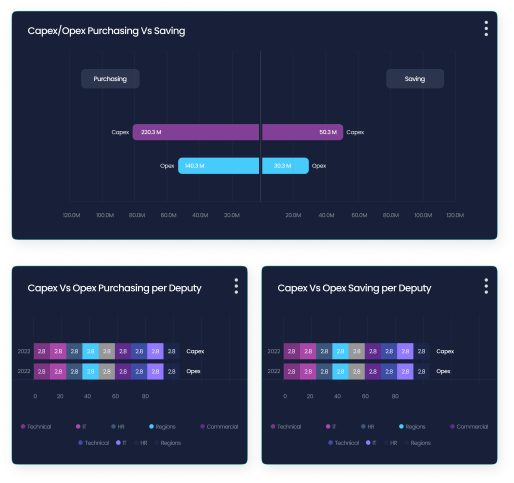 Capex/Opex Purchasing Vs Saving
Purchasing Saving
Capex 220.3 M 50.3 M Capex
Opex 140.3 M 30.3 M Opex
120.0M 100.0M 80.0M 60.0M 40.0M 20.0M 20.0M 40.0M 60.0M 80.0M 100.0M 120.0M
Capex Vs Opex Purchasing per Deputy
2022 2.8 2.8 2.8 2.8 2.8 2.8 2.8 2.8 2.8 Capex
2022 2.8 2.8 2.8 2.8 2.8 2.8 2.8 2.8 2.8 Opex
0 20 40 60 80
Technical IT HR Regions Commercial
Technical IT HR Regions
Capex Vs Opex Saving per Deputy
2022 2.8 2.8 2.8 2.8 2.8 2.8 2.8 2.8 2.8 Capex
2022 2.8 2.8 2.8 2.8 2.8 2.8 2.8 2.8 2.8 Opex
0 20 40 60 80
Technical IT HR Regions Commercial
Technical IT HR Regions